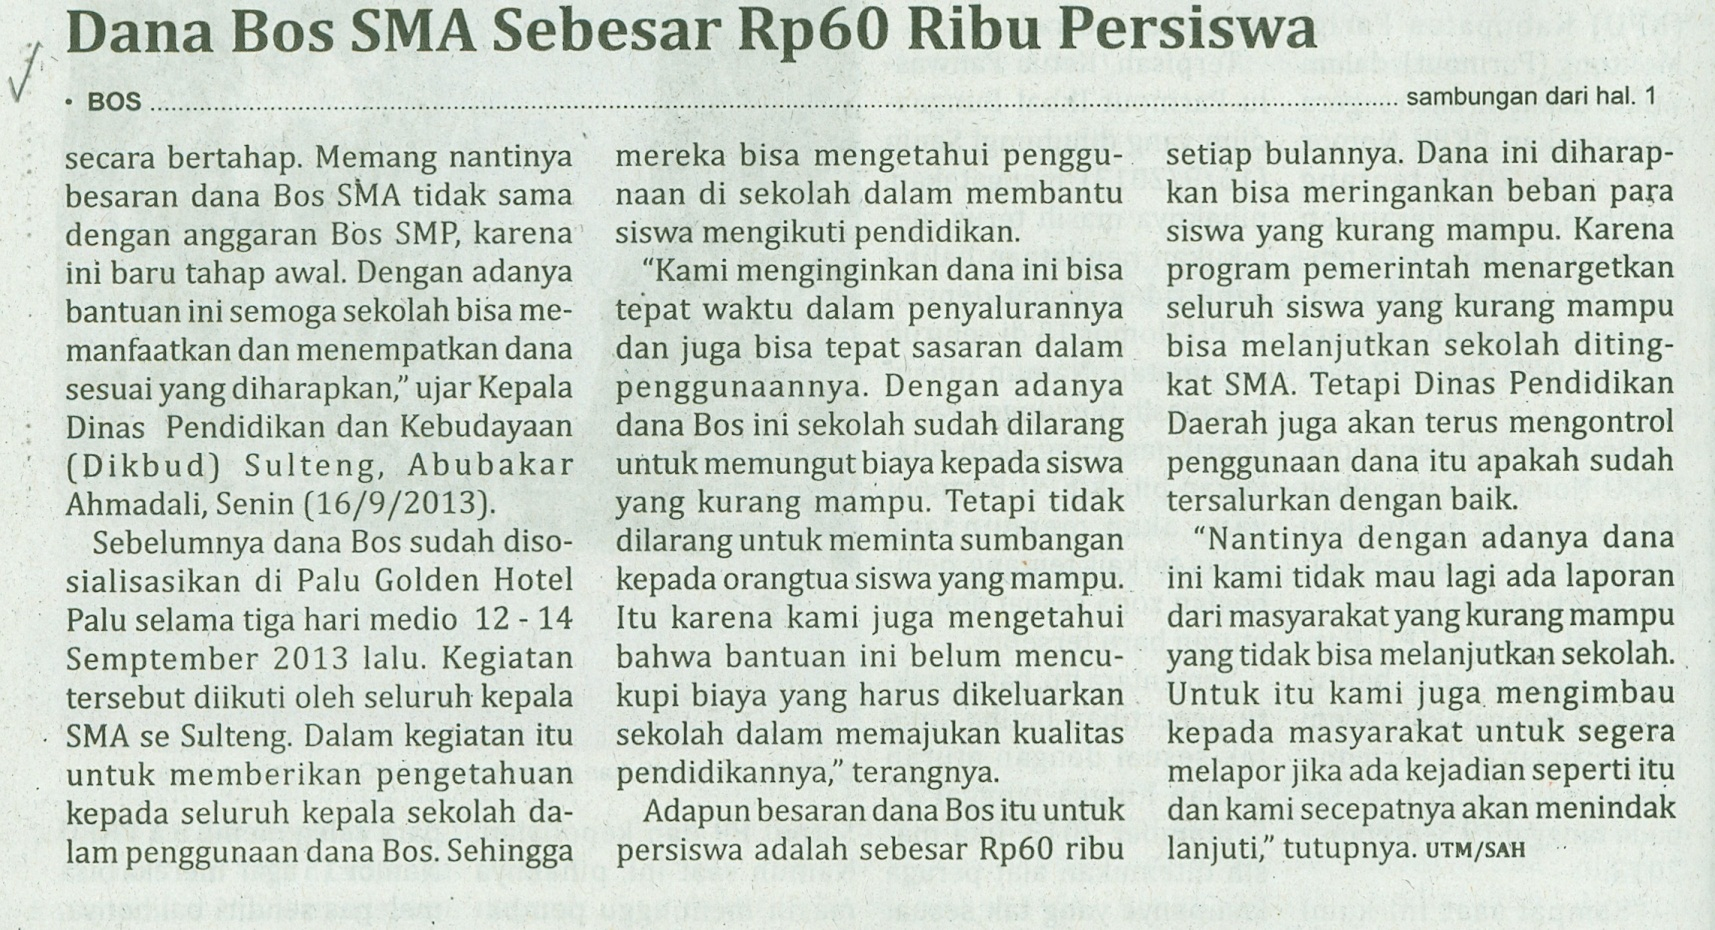 Dana Bos SMA Sebesar Rp60 Ribu Persiswa
• BOS ........................................................ sambungan dari hal. 1
secara bertahap. Memang nantinya
besaran dana Bos SMA tidak sama
dengan anggaran Bos SMP, karena
ini baru tahap awal. Dengan adanya
bantuan ini semoga sekolah bisa me-
manfaatkan dan menempatkan dana
sesuai yang diharapkan,” ujar Kepala
Dinas Pendidikan dan Kebudayaan
(Dikbud) Sulteng, Abubakar
Ahmadali, Senin (16/9/2013).
Sebelumnya dana Bos sudah diso-
sialisasikan di Palu Golden Hotel
Palu selama tiga hari medio 12 - 14
Semptember 2013 lalu. Kegiatan
tersebut diikuti oleh seluruh kepala
SMA se Sulteng. Dalam kegiatan itu
untuk memberikan pengetahuan
kepada seluruh kepala sekolah da-
lam penggunaan dana Bos. Sehingga
mereka bisa mengetahui penggu-
naan di sekolah dalam membantu
siswa mengikuti pendidikan.
“Kami menginginkan dana ini bisa
tepat waktu dalam penyalurannya
dan juga bisa tepat sasaran dalam
penggunaannya. Dengan adanya
dana Bos ini sekolah sudah dilarang
untuk memungut biaya kepada siswa
yang kurang mampu. Tetapi tidak
dilarang untuk meminta sumbangan
kepada orangtua siswa yang mampu.
Itu karena kami juga mengetahui
bahwa bantuan ini belum mencu-
kupi biaya yang harus dikeluarkan
sekolah dalam memajukan kualitas
pendidikannya,” terangnya.
Adapun besaran dana Bos itu untuk
persiswa adalah sebesar Rp60 ribu
setiap bulannya. Dana ini diharap-
kan bisa meringankan beban para
siswa yang kurang mampu. Karena
program pemerintah menargetkan
seluruh siswa yang kurang mampu
bisa melanjutkan sekolah diting-
kat SMA. Tetapi Dinas Pendidikan
Daerah juga akan terus mengontrol
penggunaan dana itu apakah sudah
tersalurkan dengan baik.
“Nantinya dengan adanya dana
ini kami tidak mau lagi ada laporan
dari masyarakat yang kurang mampu
yang tidak bisa melanjutkan sekolah.
Untuk itu kami juga mengimbau
kepada masyarakat untuk segera
melapor jika ada kejadian seperti itu
dan kami secepatnya akan menindak
lanjuti,” tutupnya. UTM/SAH